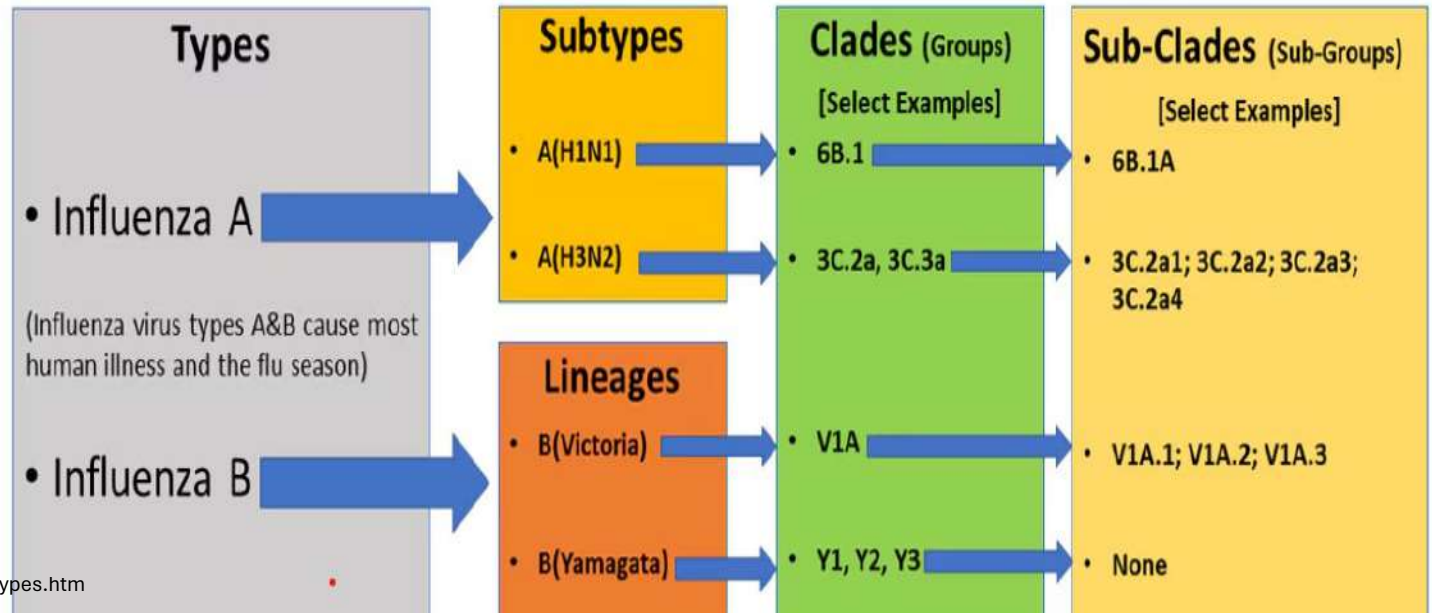 Types
• Influenza A
(Influenza virus types A&B cause most
human illness and the flu season)
• Influenza B
ypes.htm
Subtypes
• A(H1N1)
• A(H3N2)
Lineages
• B(Victoria)
• B(Yamagata)
Clades (Groups)
[Select Examples]
• 6B.1
• 3C.2a, 3C.3a
• V1A
• Y1, Y2, Y3
Sub-Clades (Sub-Groups)
[Select Examples]
• 6B.1A
• 3C.2a1; 3C.2a2; 3C.2a3;
3C.2a4
• V1A.1; V1A.2; V1A.3
• None